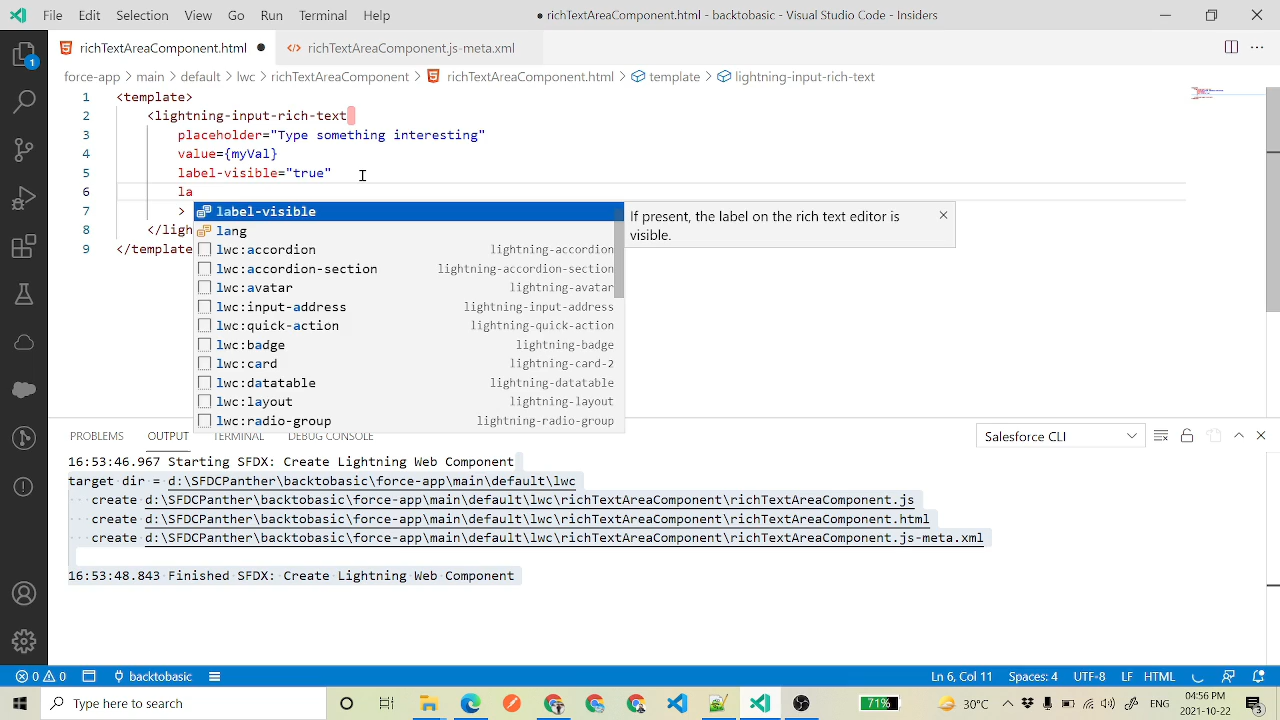 File Edit Selection View Go Run Terminal Help
● richTextAreaComponent.html - backtobasic - Visual Studio Code - Insiders
richTextAreaComponent.html ●
richTextAreaComponent.js-meta.xml
force-app > main > default > lwc > richTextAreaComponent > richTextAreaComponent.html > template > lightning-input-rich-text
1 <template>
2 <lightning-input-rich-text
3 placeholder="Type something interesting"
4 value={myVal}
5 label-visible="true"
6 la
7 >
8 </ligh
9 </template
label-visible
lang
lwc:accordion lightning-accordion
lwc:accordion-section lightning-accordion-section
lwc:avatar lightning-avatar
lwc:input-address lightning-input-address
lwc:quick-action lightning-quick-action
lwc:badge lightning-badge
lwc:card lightning-card-2
lwc:datatable lightning-datatable
lwc:layout lightning-layout
lwc:radio-group lightning-radio-group
If present, the label on the rich text editor is
visible.
PROBLEMS OUTPUT TERMINAL DEBUG CONSOLE
Salesforce CLI
16:53:46.967 Starting SFDX: Create Lightning Web Component
target dir = d:\SFDCPanther\backtobasic\force-app\main\default\lwc
create d:\SFDCPanther\backtobasic\force-app\main\default\lwc\richTextAreaComponent\richTextAreaComponent.js
create d:\SFDCPanther\backtobasic\force-app\main\default\lwc\richTextAreaComponent\richTextAreaComponent.html
create d:\SFDCPanther\backtobasic\force-app\main\default\lwc\richTextAreaComponent\richTextAreaComponent.js-meta.xml
16:53:48.843 Finished SFDX: Create Lightning Web Component
1
0 0 backtobasic
Ln 6, Col 11 Spaces: 4 UTF-8 LF HTML
Type here to search
71%
30°C
ENG
04:56 PM
2021-10-22
3